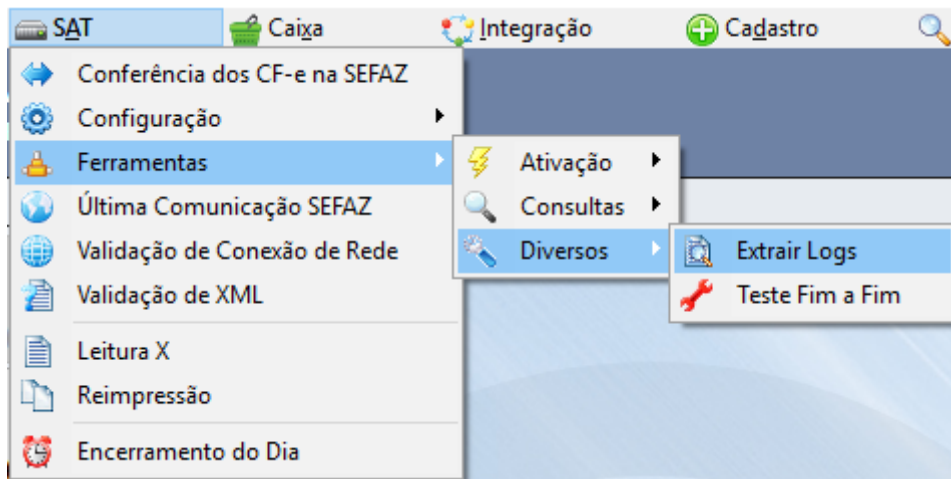 SAT
Caixa
Integração
Cadastro
Conferência dos CF-e na SEFAZ
Configuração
Ferramentas
Última Comunicação SEFAZ
Validação de Conexão de Rede
Validação de XML
Leitura X
Reimpressão
Encerramento do Dia
Ativação
Consultas
Diversos
Extrair Logs
Teste Fim a Fim